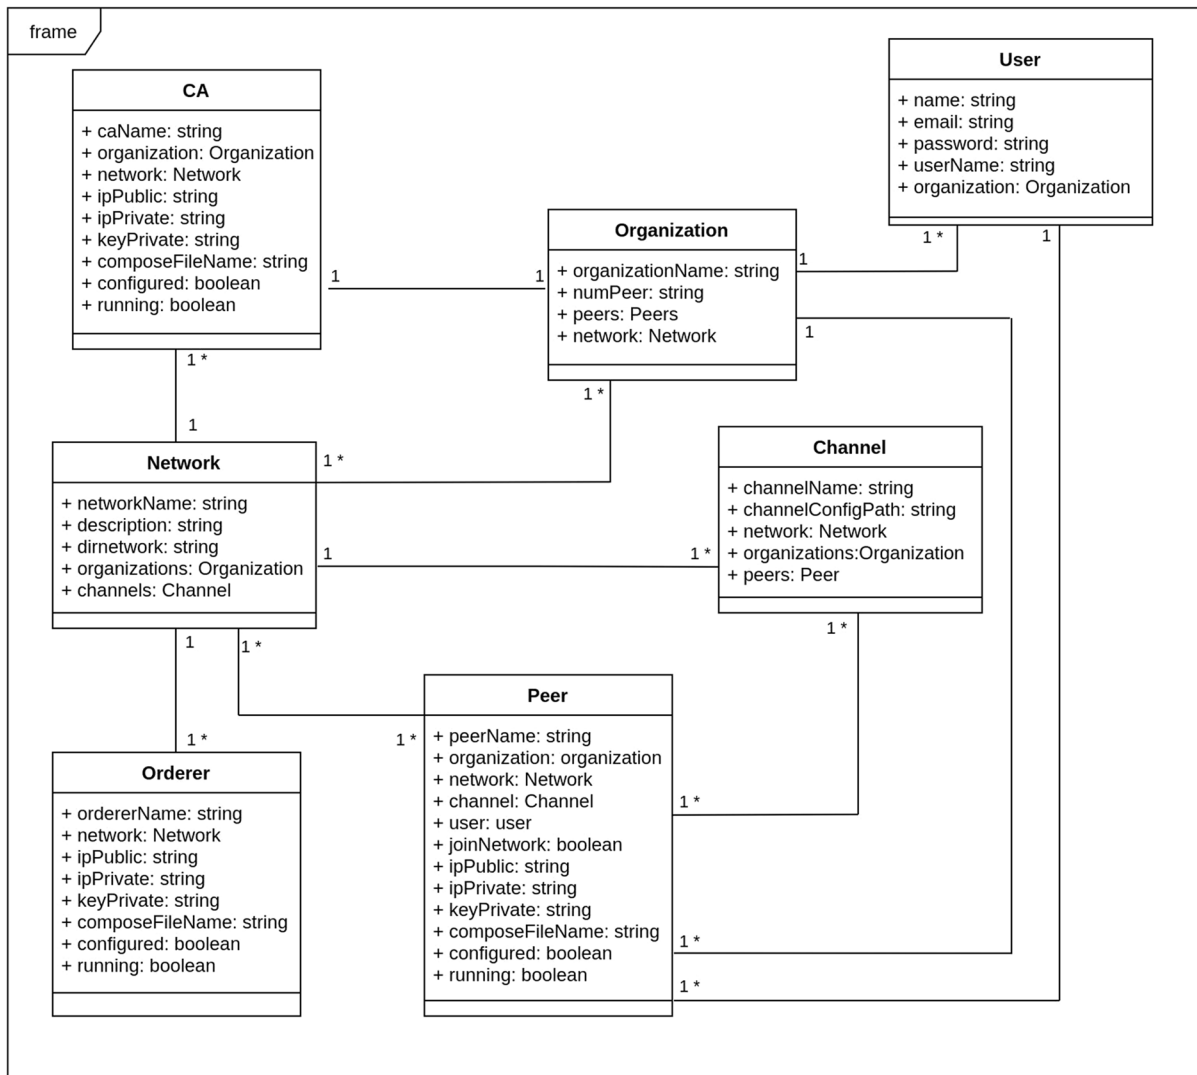 frame
CA
+ caName: string
+ organization: Organization
+ network: Network
+ ipPublic: string
+ ipPrivate: string
+ keyPrivate: string
+ composeFileName: string
+ configured: boolean
+ running: boolean
User
+ name: string
+ email: string
+ password: string
+ userName: string
+ organization: Organization
Organization
+ organizationName: string
+ numPeer: string
+ peers: Peers
+ network: Network
1 *
1
1
1
1
1
1 *
1 *
1
1 *
Network
+ networkName: string
+ description: string
+ dirnetwork: string
+ organizations: Organization
+ channels: Channel
Channel
+ channelName: string
+ channelConfigPath: string
+ network: Network
+ organizations:Organization
+ peers: Peer
1
1 *
1
1 *
1 *
1 *
1 *
Orderer
+ ordererName: string
+ network: Network
+ ipPublic: string
+ ipPrivate: string
+ keyPrivate: string
+ composeFileName: string
+ configured: boolean
+ running: boolean
Peer
+ peerName: string
+ organization: organization
+ network: Network
+ channel: Channel
+ user: user
+ joinNetwork: boolean
+ ipPublic: string
+ ipPrivate: string
+ keyPrivate: string
+ composeFileName: string
+ configured: boolean
+ running: boolean
1 *
1 *
1 *